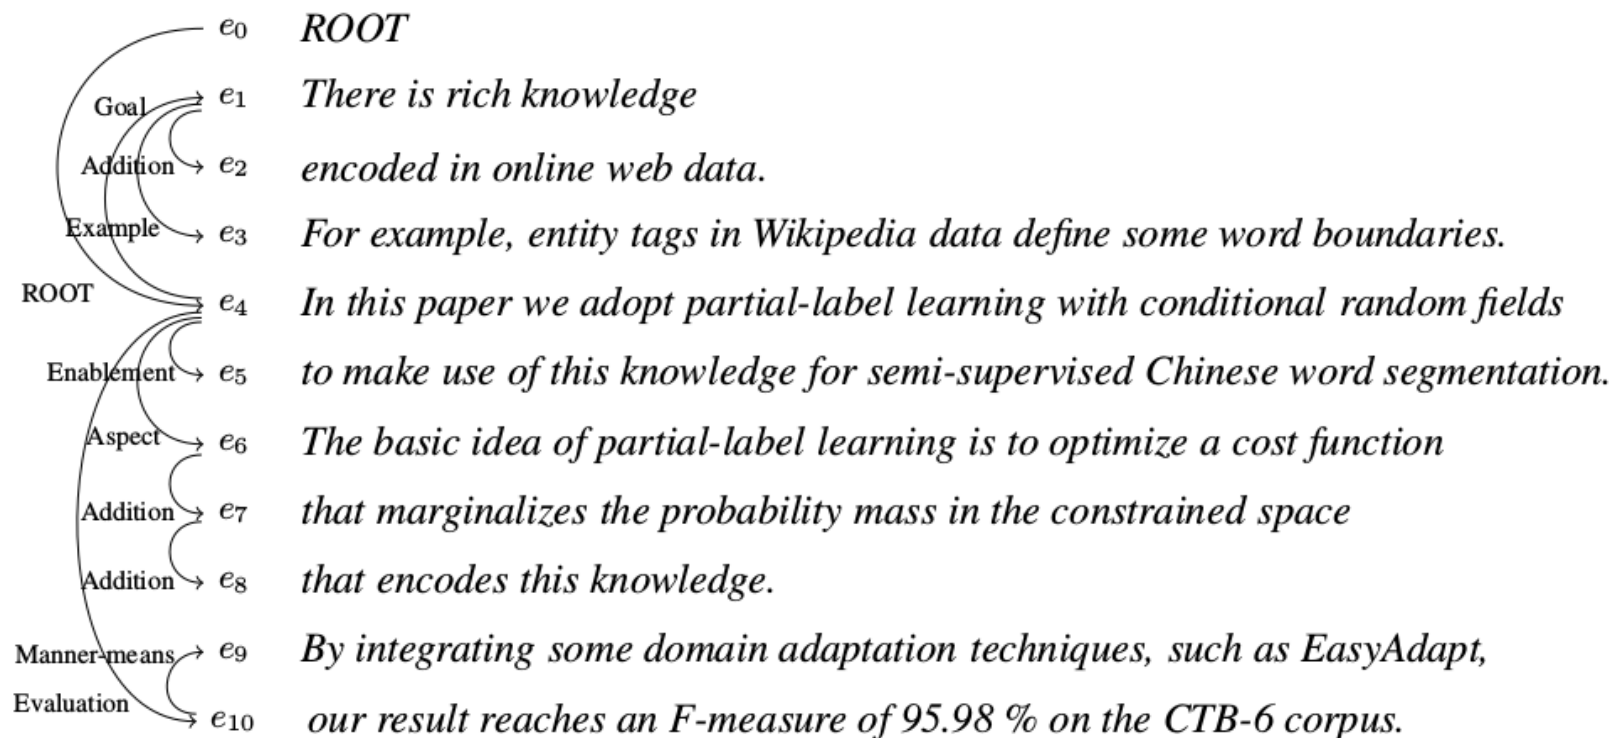 e0 ROOT
Goal e1 There is rich knowledge
Addition e2 encoded in online web data.
Example e3 For example, entity tags in Wikipedia data define some word boundaries.
ROOT e4 In this paper we adopt partial-label learning with conditional random fields
Enablement e5 to make use of this knowledge for semi-supervised Chinese word segmentation.
Aspect e6 The basic idea of partial-label learning is to optimize a cost function
Addition e7 that marginalizes the probability mass in the constrained space
Addition e8 that encodes this knowledge.
Manner-means e9 By integrating some domain adaptation techniques, such as EasyAdapt,
Evaluation e10 our result reaches an F-measure of 95.98 % on the CTB-6 corpus.